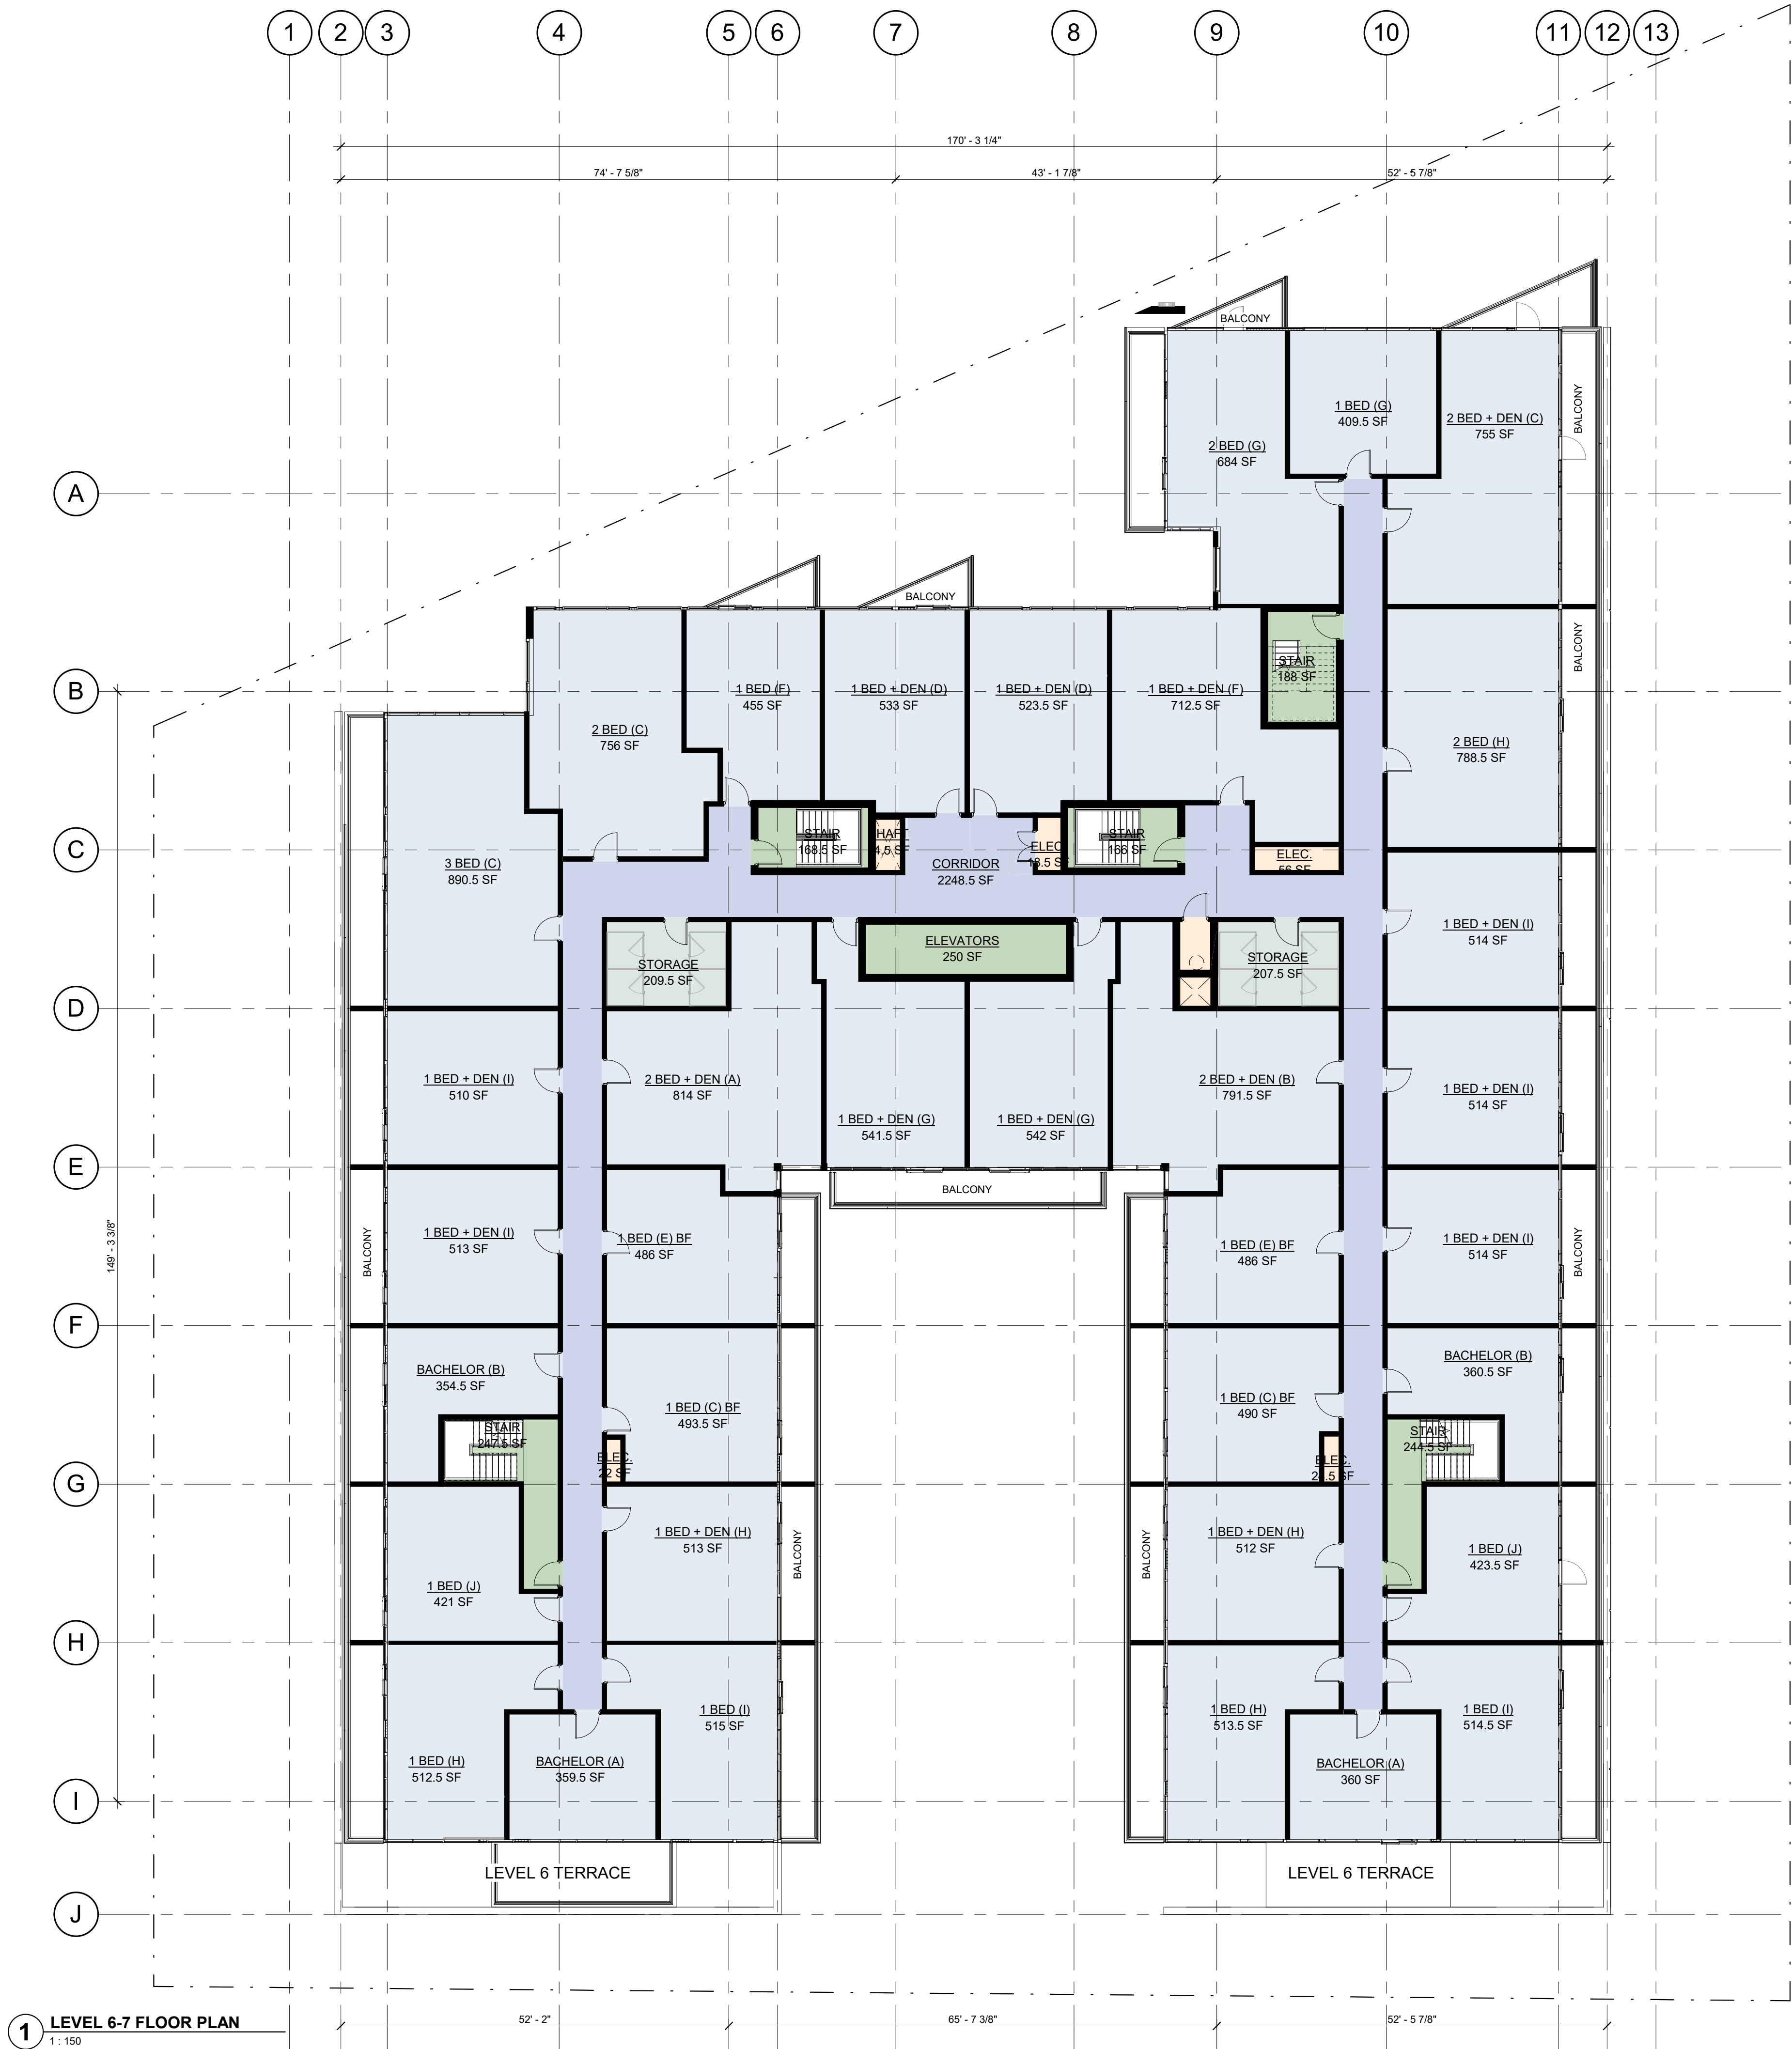 1 2 3 4 5 6 7 8 9 10 11 12 13
170' - 3 1/4"
74' - 7 5/8" 43' - 1 7/8" 52' - 5 7/8"
BALCONY
1 BED (G)
409.5 SF
2 BED + DEN (C)
755 SF
BALCONY
2 BED (G)
684 SF
A
BALCONY
STAIR
188 SF
BALCONY
B
1 BED (F)
455 SF
1 BED + DEN (D)
533 SF
1 BED + DEN (D)
523.5 SF
1 BED + DEN (F)
712.5 SF
2 BED (C)
756 SF
2 BED (H)
788.5 SF
C
3 BED (C)
890.5 SF
STAIR
168.5 SF
HAFT
4.5 SF
CORRIDOR
2248.5 SF
ELEC.
13.5 SF
STAIR
166 SF
ELEC.
56 SF
1 BED + DEN (I)
514 SF
STORAGE
209.5 SF
ELEVATORS
250 SF
STORAGE
207.5 SF
D
1 BED + DEN (I)
510 SF
2 BED + DEN (A)
814 SF
1 BED + DEN (G)
541.5 SF
1 BED + DEN (G)
542 SF
2 BED + DEN (B)
791.5 SF
1 BED + DEN (I)
514 SF
E
BALCONY
149' - 3 3/8"
BALCONY
1 BED + DEN (I)
513 SF
1 BED (E) BF
486 SF
1 BED (E) BF
486 SF
1 BED + DEN (I)
514 SF
BALCONY
F
BACHELOR (B)
354.5 SF
1 BED (C) BF
493.5 SF
1 BED (C) BF
490 SF
BACHELOR (B)
360.5 SF
STAIR
247.5 SF
ELEC.
22 SF
ELEC.
STAIR
244.5 SF
G
1 BED + DEN (H)
513 SF
BALCONY
BALCONY
1 BED + DEN (H)
512 SF
1 BED (J)
423.5 SF
1 BED (J)
421 SF
H
1 BED (H)
512.5 SF
BACHELOR (A)
359.5 SF
1 BED (I)
515 SF
1 BED (H)
513.5 SF
BACHELOR (A)
360 SF
1 BED (I)
514.5 SF
I
LEVEL 6 TERRACE LEVEL 6 TERRACE
J
52' - 2" 65' - 7 3/8" 52' - 5 7/8"
1 LEVEL 6-7 FLOOR PLAN
1 : 150